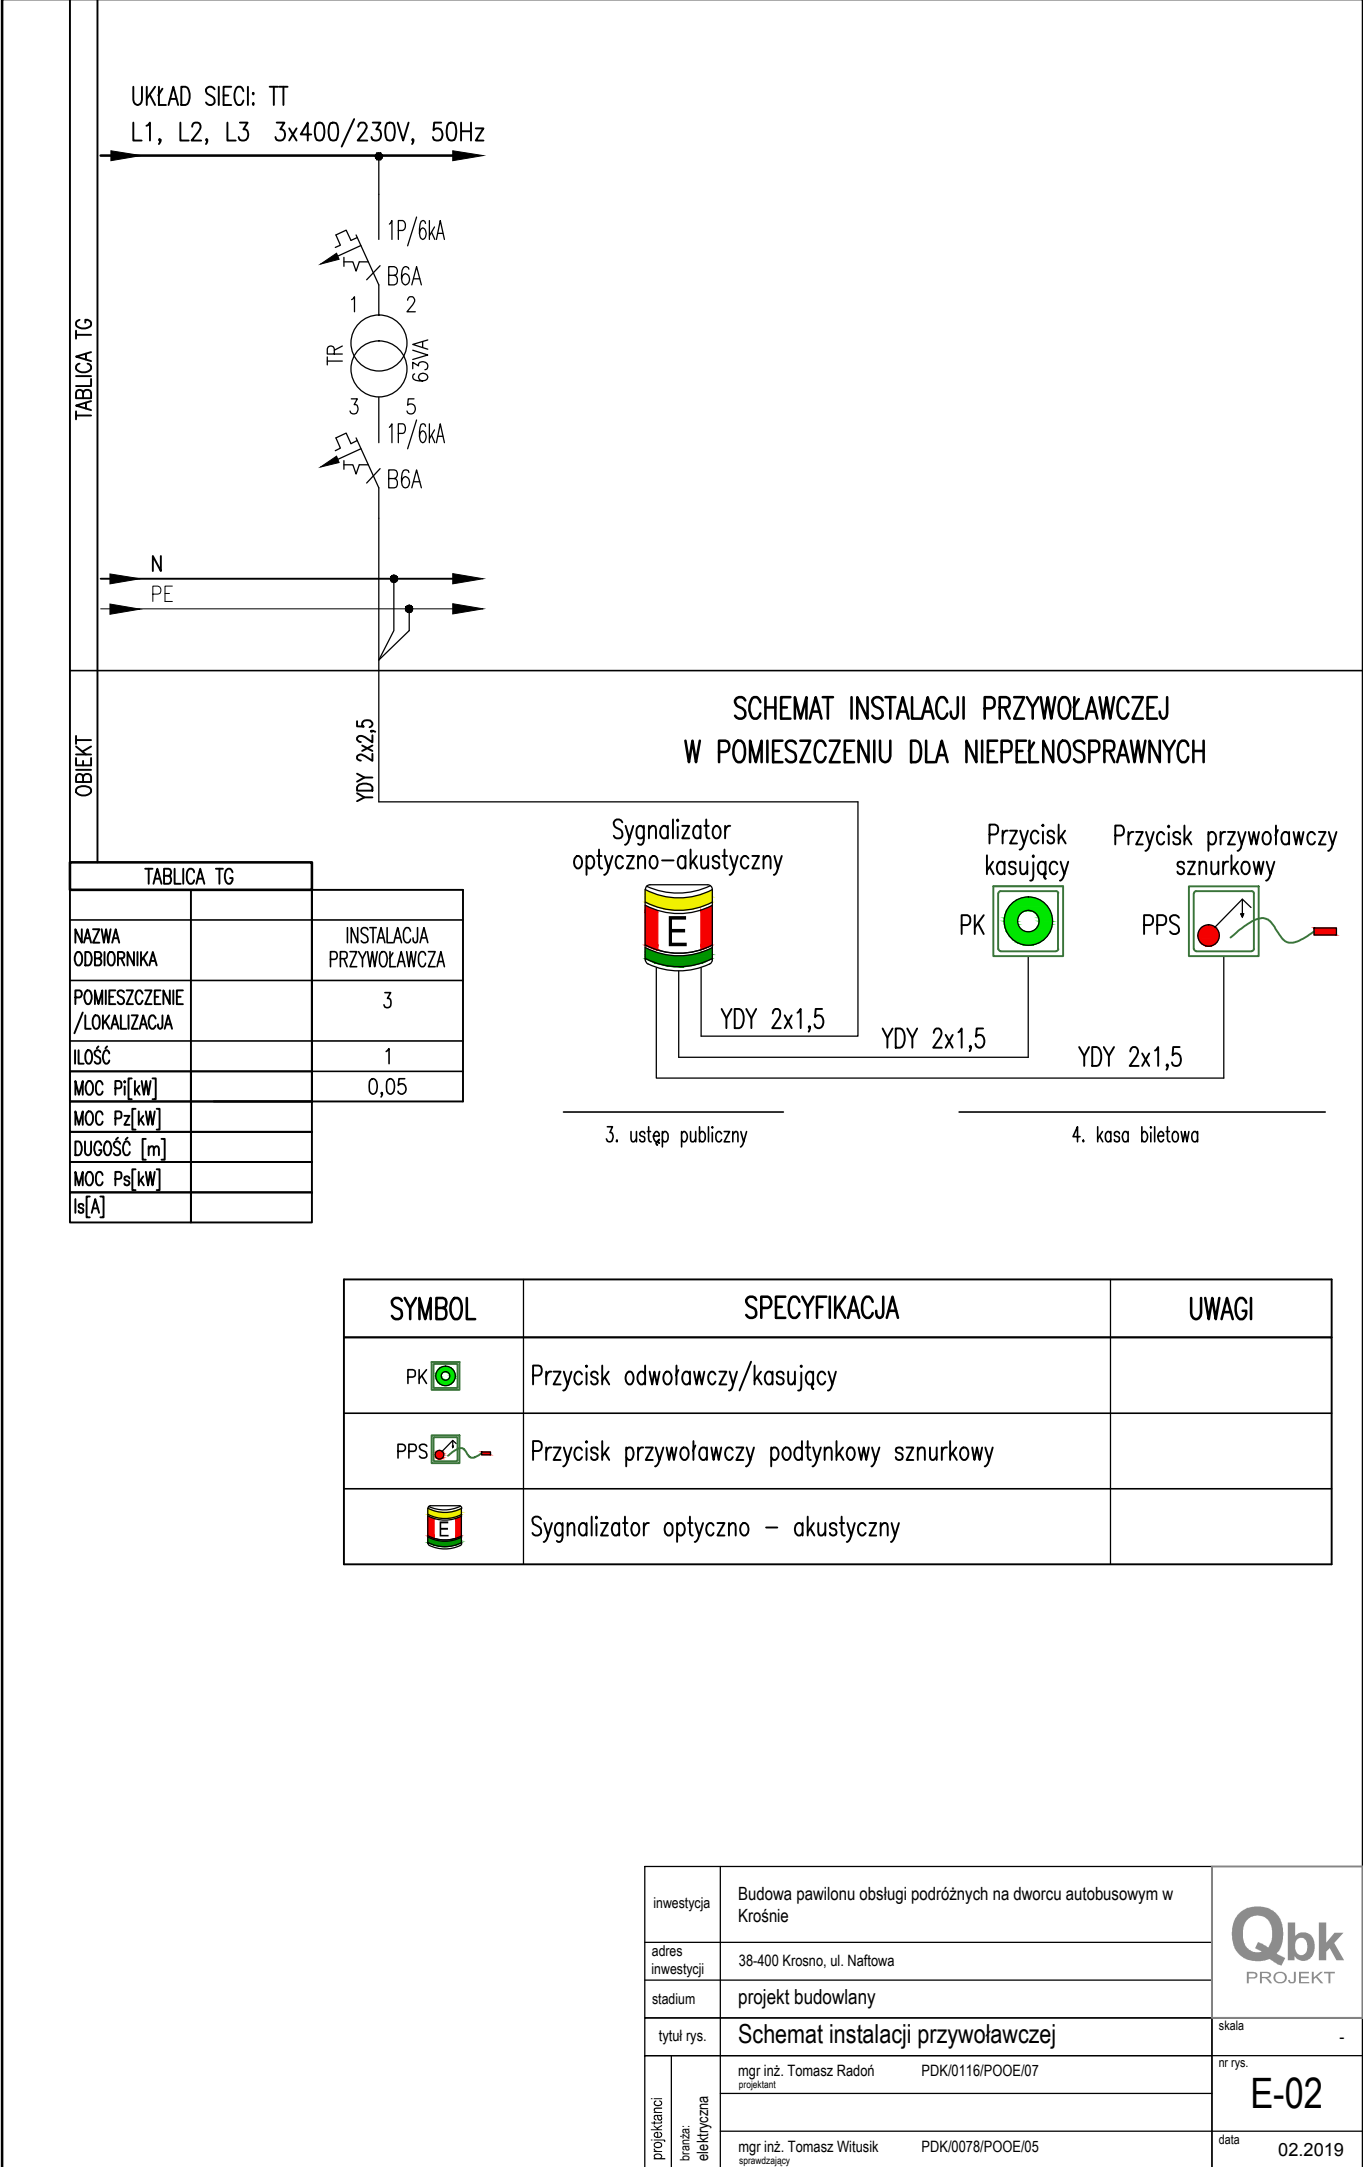 UKŁAD SIECI: TT
L1, L2, L3 3x400/230V, 50Hz
1P/6kA
B6A
1 2
TR
63VA
3 5
1P/6kA
B6A
TABLICA TG
N
PE
OBIEKT
YDY 2x2,5
SCHEMAT INSTALACJI PRZYWOŁAWCZEJ
W POMIESZCZENIU DLA NIEPEŁNOSPRAWNYCH
Sygnalizator
optyczno-akustyczny
Przycisk
kasujący
Przycisk przywoławczy
sznurkowy
E
PK
PPS
YDY 2x1,5
YDY 2x1,5
YDY 2x1,5
3. ustęp publiczny
4. kasa biletowa
TABLICA TG
NAZWA
ODBIORNIKA
INSTALACJA
PRZYWOŁAWCZA
POMIESZCZENIE
/LOKALIZACJA
3
ILOŚĆ 1
MOC Pi[kW] 0,05
MOC Pz[kW]
DUGOŚĆ [m]
MOC Ps[kW]
Is[A]
SYMBOL SPECYFIKACJA UWAGI
PK Przycisk odwoławczy/kasujący
PPS Przycisk przywoławczy podtynkowy sznurkowy
E Sygnalizator optyczno - akustyczny
inwestycja
Budowa pawilonu obsługi podróżnych na dworcu autobusowym w
Krośnie
Qbk
PROJEKT
adres
inwestycji
38-400 Krosno, ul. Naftowa
stadium projekt budowlany
tytuł rys. Schemat instalacji przywoławczej
skala
-
projektanci
branża:
elektryczna
mgr inż. Tomasz Radoń PDK/0116/POOE/07
projektant
nr rys.
E-02
mgr inż. Tomasz Witusik PDK/0078/POOE/05
sprawdzający
data
02.2019